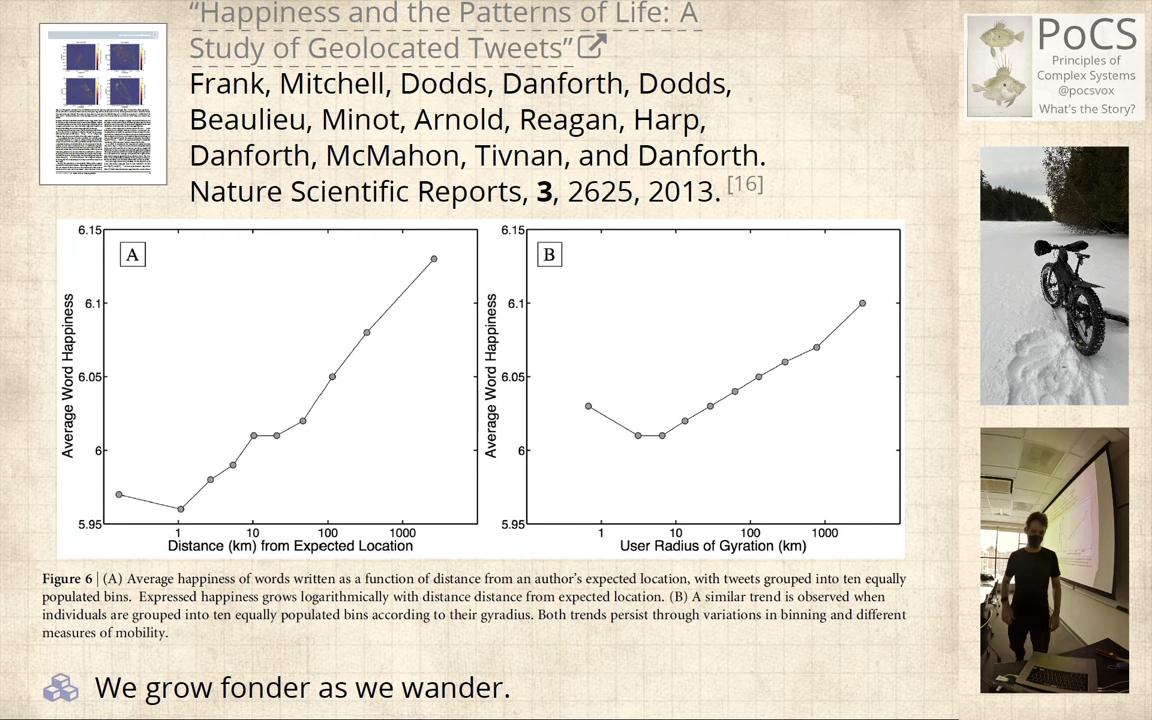 “Happiness and the Patterns of Life: A
Study of Geolocated Tweets”
Frank, Mitchell, Dodds, Danforth, Dodds,
Beaulieu, Minot, Arnold, Reagan, Harp,
Danforth, McMahon, Tivnan, and Danforth.
Nature Scientific Reports, 3, 2625, 2013. [16]
PoCS
Principles of
Complex Systems
@pocsvox
What's the Story?
A
6.15
6.1
6.05
6
5.95
Average Word Happiness
1 10 100 1000
Distance (km) from Expected Location
B
6.15
6.1
6.05
6
5.95
Average Word Happiness
1 10 100 1000
User Radius of Gyration (km)
Figure 6 | (A) Average happiness of words written as a function of distance from an author's expected location, with tweets grouped into ten equally
populated bins. Expressed happiness grows logarithmically with distance distance from expected location. (B) A similar trend is observed when
individuals are grouped into ten equally populated bins according to their gyradius. Both trends persist through variations in binning and different
measures of mobility.
We grow fonder as we wander.